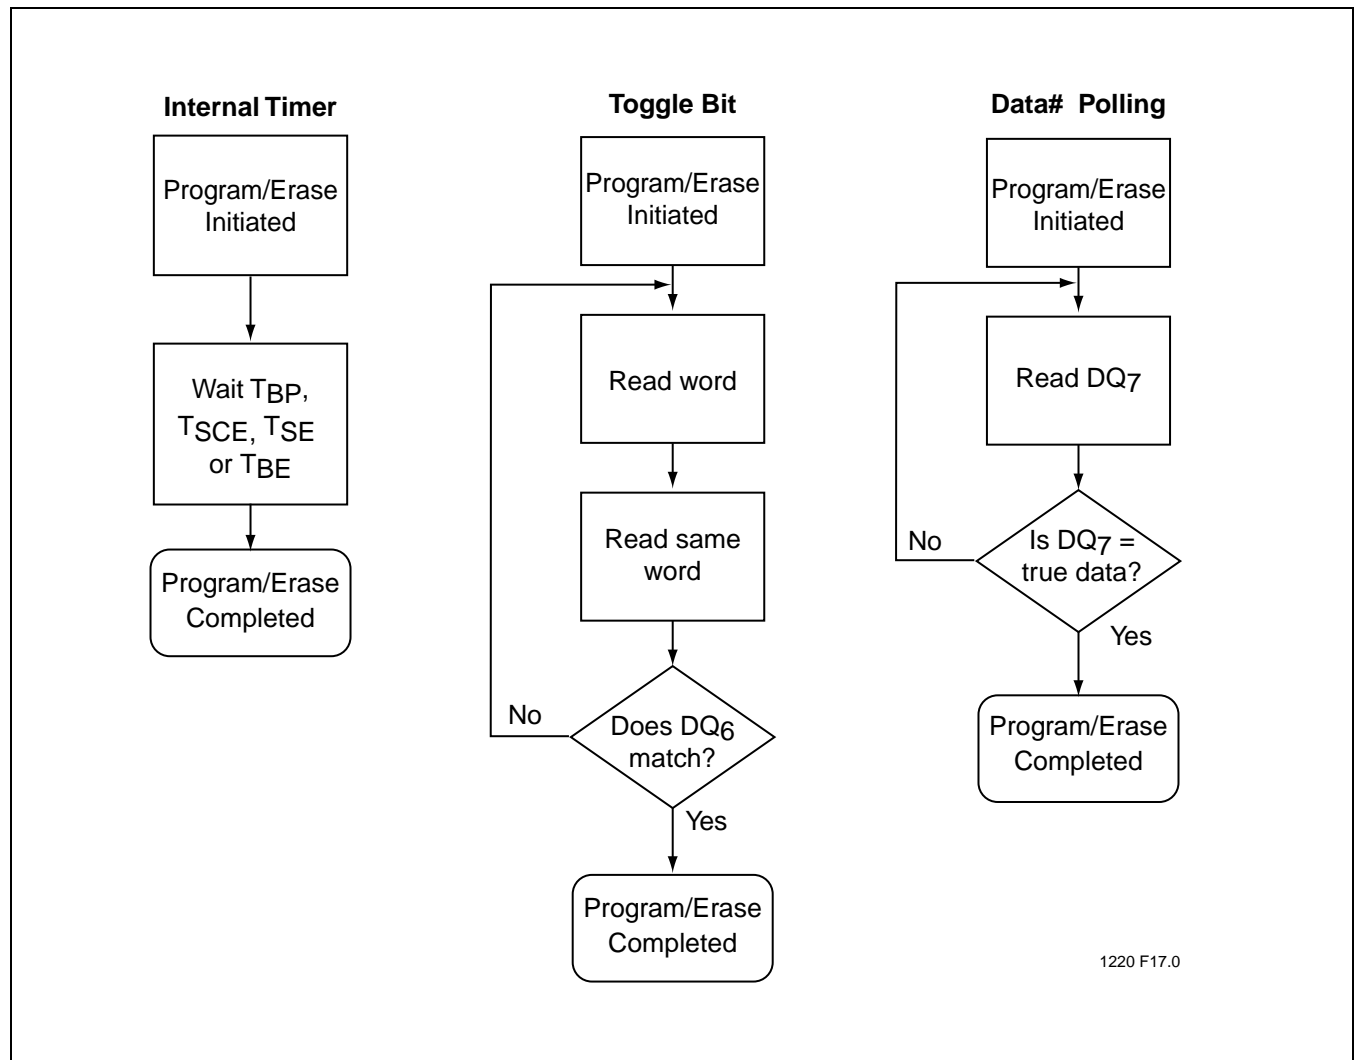 Internal Timer
Program/Erase
Initiated
Wait TBP,
TSCE, TSE
or TBE
Program/Erase
Completed
Toggle Bit
Program/Erase
Initiated
Read word
Read same
word
Does DQ6
match?
No
Yes
Program/Erase
Completed
Data# Polling
Program/Erase
Initiated
Read DQ7
Is DQ7 =
true data?
No
Yes
Program/Erase
Completed
1220 F17.0